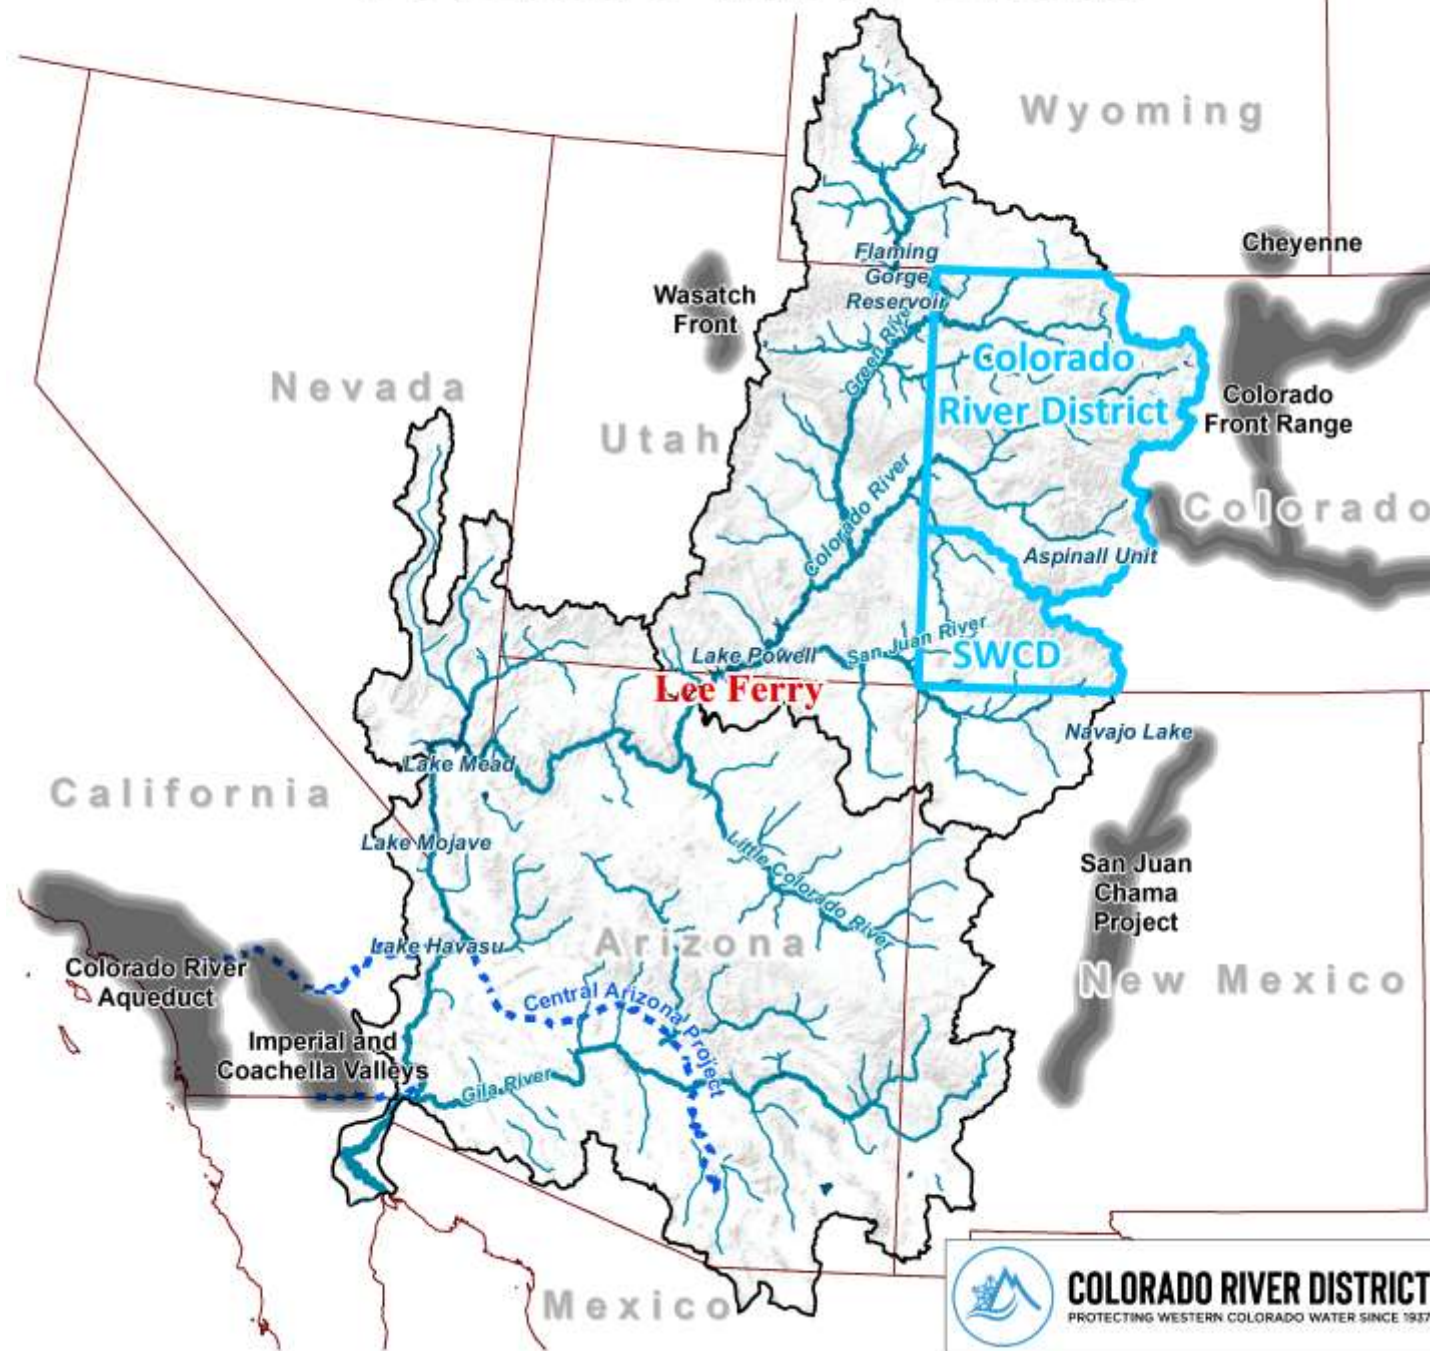 Wyoming
Cheyenne
Flaming
Gorge
Reservoir
Wasatch
Front
Green River
Colorado
River District
Nevada
Colorado
Front Range
Utah
Colorado River
Colorado
Aspinall Unit
San Juan River
SWCD
Lake Powell
Lee Ferry
Navajo Lake
Lake Mead
California
Lake Mojave
Little Colorado River
San Juan
Chama
Project
Lake Havasu
Arizona
Colorado River
Aqueduct
New Mexico
Central Arizona Project
Imperial and
Coachella Valleys
Gila River
Mexico
COLORADO RIVER DISTRICT
PROTECTING WESTERN COLORADO WATER SINCE 1937